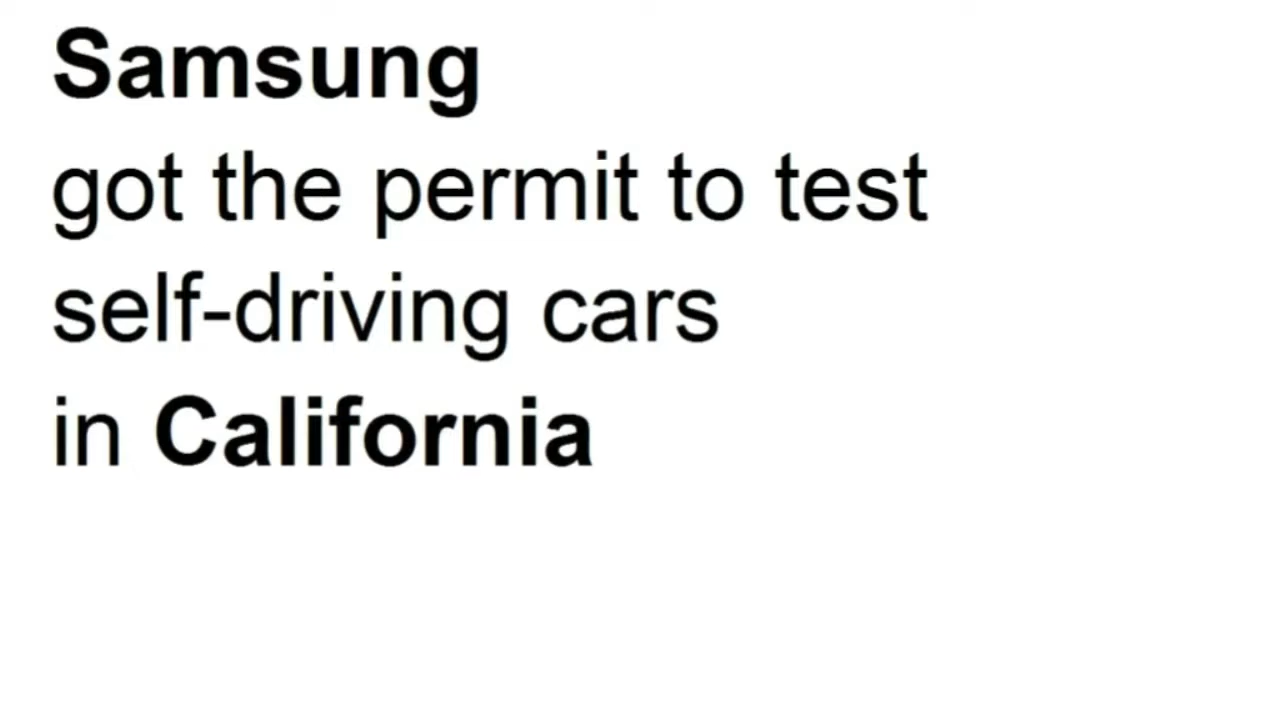 Samsung
got the permit to test
self-driving cars
in California